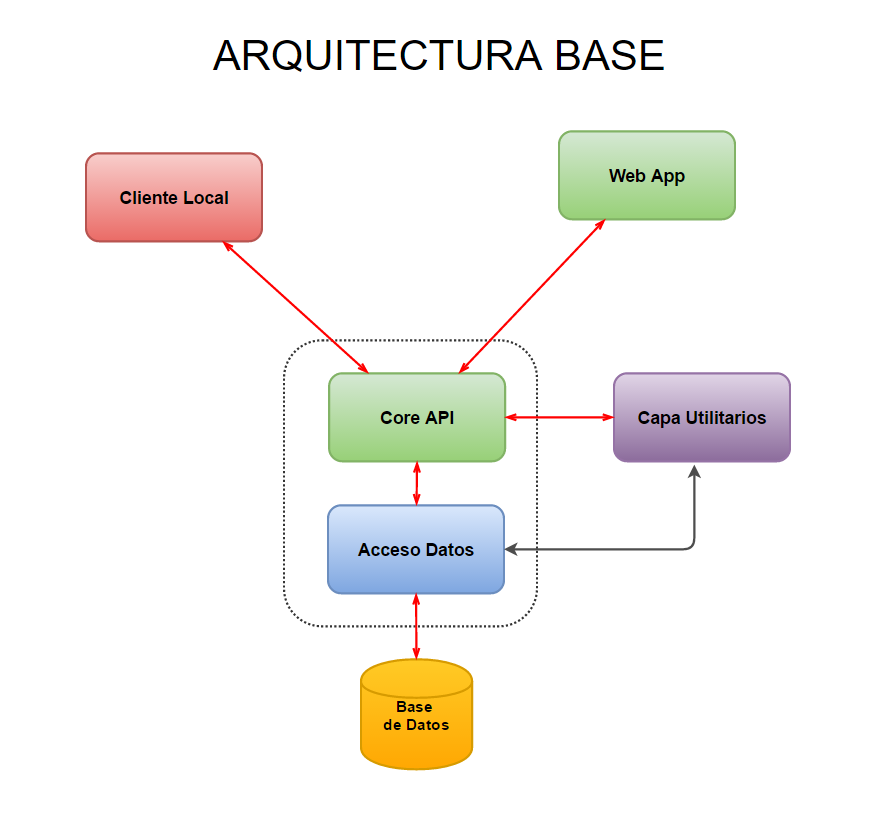 ARQUITECTURA BASE
Cliente Local
Web App
Core API
Capa Utilitarios
Acceso Datos
Base
de Datos